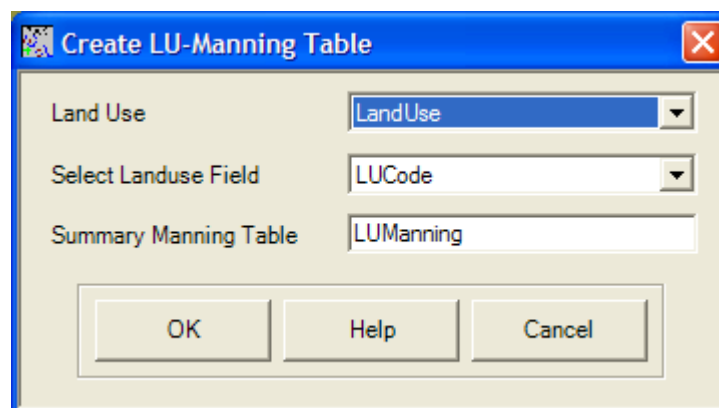 Create LU-Manning Table
Land Use LandUse
Select Landuse Field LUCode
Summary Manning Table LUManning
OK Help Cancel